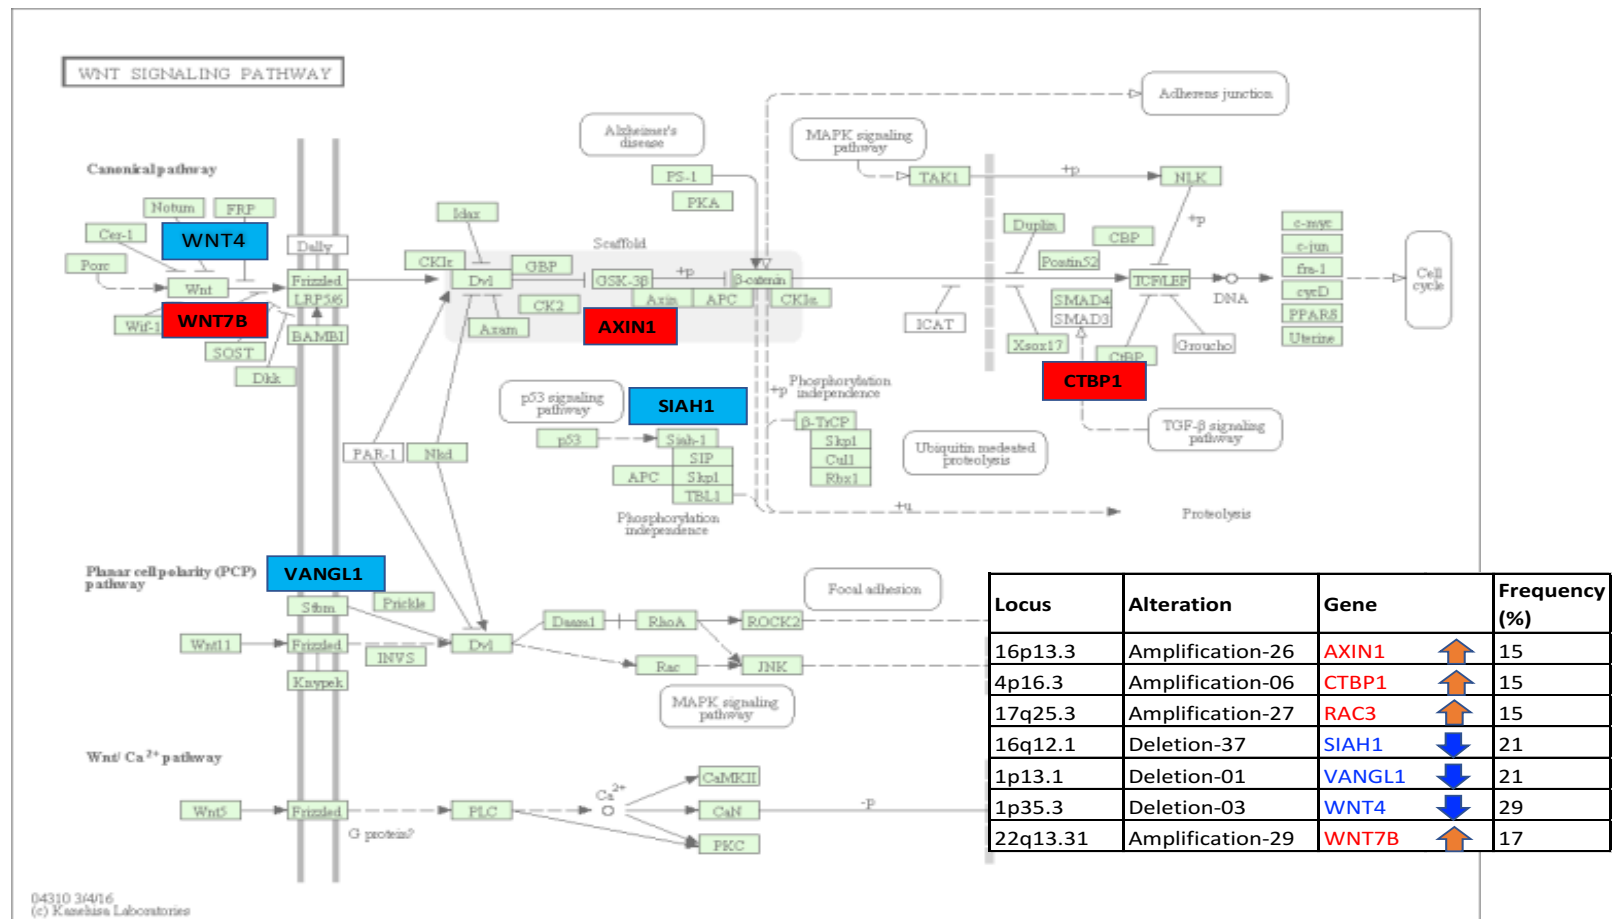 WNT SIGNALING PATHWAY
Adherens junction
Alzheimer's
disease
MAPK signaling
pathway
Canonical pathway
PS-1
TAK1
+p
NLK
PKA
Notum
FRP
Idax
Duplin
c-myc
Cer-1
WNT4
Dally
Scaffold
CBP
+p
c-jun
Porc
CKIε
GBP
Pontin52
fra-1
Cell
cycle
Wnt
Frizzled
Dvl
GSK-3β
+p
β-catenin
TCF/LEF
DNA
cycD
LRP5/6
CK2
Axin
APC
CKIα
SMAD4
PPARδ
Wif-1
WNT7B
BAMBI
Axam
AXIN1
ICAT
SMAD3
Uterine
SOST
Xsox17
CtBP
Groucho
Dkk
CTBP1
p53 signaling
pathway
SIAH1
+p
Phosphorylation
independence
TGF-β signaling
pathway
β-TrCP
p53
Siah-1
Skp1
Ubiquitin mediated
proteolysis
PAR-1
Nkd
SIP
Cul1
APC
Skp1
Rbx1
TBL1
+u
Proteolysis
Phosphorylation
independence
Planar cell polarity (PCP)
pathway
VANGL1
Focal adhesion
Stbm
Prickle
Daam1
RhoA
ROCK2
Wnt11
Frizzled
INVS
Dvl
Rac
JNK
Knypek
MAPK signaling
pathway
Wnt/ Ca2+ pathway
CaMKII
Ca2+
Wnt5
Frizzled
PLC
CaN
-p
G protein?
PKC
Locus Alteration Gene Frequency (%)
16p13.3 Amplification-26 AXIN1 15
4p16.3 Amplification-06 CTBP1 15
17q25.3 Amplification-27 RAC3 15
16q12.1 Deletion-37 SIAH1 21
1p13.1 Deletion-01 VANGL1 21
1p35.3 Deletion-03 WNT4 29
22q13.31 Amplification-29 WNT7B 17
04310 3/4/16
(c) Kanehisa Laboratories